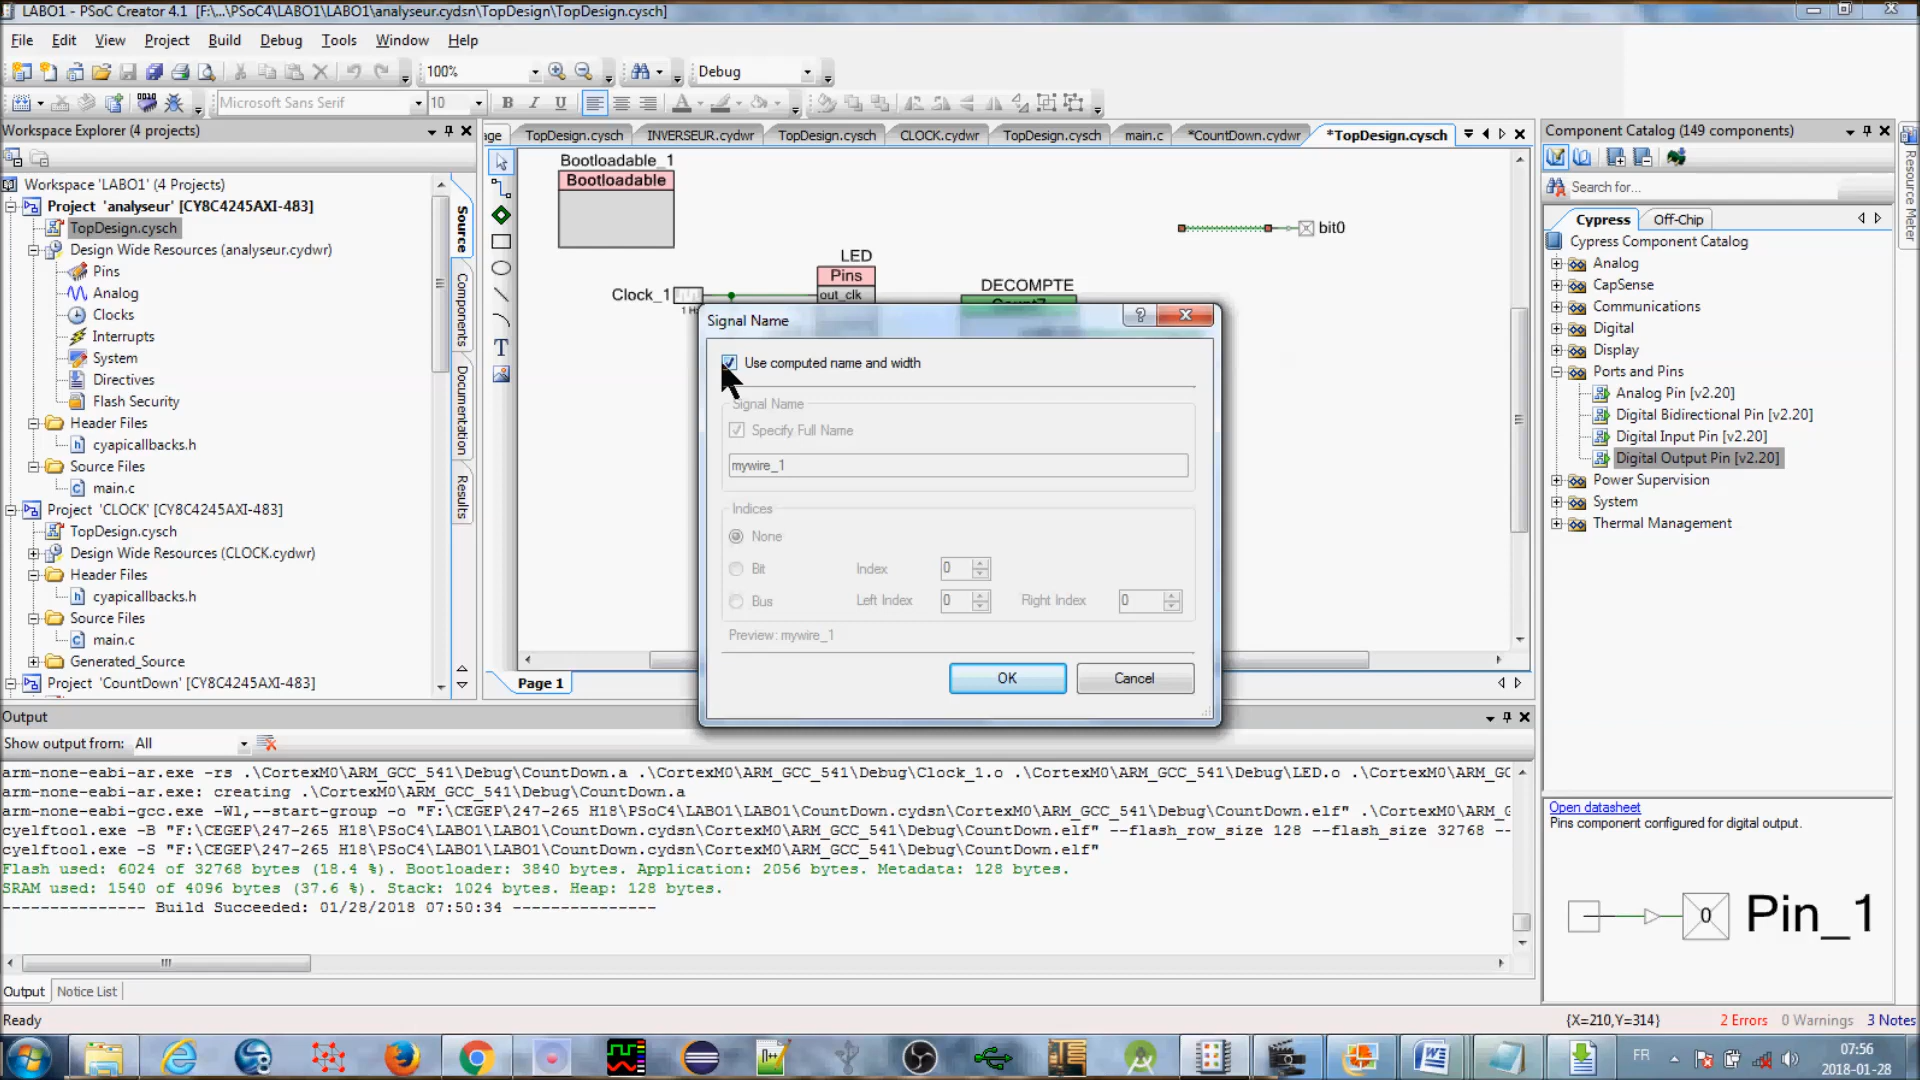 LABO1 - PSoC Creator 4.1 [F:\...\PSoC4\LABO1\LABO1\analyseur.cydsn\TopDesign\TopDesign.cysch]
File Edit View Project Build Debug Tools Window Help
100% Debug
Microsoft Sans Serif 10 B I U
Workspace Explorer (4 projects)
Workspace 'LABO1' (4 Projects)
Project 'analyseur' [CY8C4245AXI-483]
TopDesign.cysch
Design Wide Resources (analyseur.cydwr)
Pins
Analog
Clocks
Interrupts
System
Directives
Flash Security
Header Files
cyapicallbacks.h
Source Files
main.c
Project 'CLOCK' [CY8C4245AXI-483]
TopDesign.cysch
Design Wide Resources (CLOCK.cydwr)
Header Files
cyapicallbacks.h
Source Files
main.c
Generated_Source
Project 'CountDown' [CY8C4245AXI-483]
Source
Components
Documentation
Results
age TopDesign.cysch INVERSEUR.cydwr TopDesign.cysch CLOCK.cydwr TopDesign.cysch main.c *CountDown.cydwr *TopDesign.cysch
T
Bootloadable_1
Bootloadable
bit0
LED
Pins
out_clk
Clock_1
1 H
DECOMPTE
Signal Name
Use computed name and width
Signal Name
Specify Full Name
mywire_1
Indices
None
Bit Index 0
Bus Left Index 0 Right Index 0
Preview: mywire_1
OK Cancel
Page 1
Component Catalog (149 components)
Search for...
Cypress Off-Chip
Cypress Component Catalog
Analog
CapSense
Communications
Digital
Display
Ports and Pins
Analog Pin [v2.20]
Digital Bidirectional Pin [v2.20]
Digital Input Pin [v2.20]
Digital Output Pin [v2.20]
Power Supervision
System
Thermal Management
Resource Meter
Open datasheet
Pins component configured for digital output.
0 Pin_1
Output
Show output from: All
arm-none-eabi-ar.exe -rs .\CortexM0\ARM_GCC_541\Debug\CountDown.a .\CortexM0\ARM_GCC_541\Debug\Clock_1.o .\CortexM0\ARM_GCC_541\Debug\LED.o .\CortexM0\ARM_GC
arm-none-eabi-ar.exe: creating .\CortexM0\ARM_GCC_541\Debug\CountDown.a
arm-none-eabi-gcc.exe -Wl,--start-group -o "F:\CEGEP\247-265 H18\PSoC4\LABO1\LABO1\CountDown.cydsn\CortexM0\ARM_GCC_541\Debug\CountDown.elf" .\CortexM0\ARM_G
cyelftool.exe -B "F:\CEGEP\247-265 H18\PSoC4\LABO1\LABO1\CountDown.cydsn\CortexM0\ARM_GCC_541\Debug\CountDown.elf" --flash_row_size 128 --flash_size 32768 --
cyelftool.exe -S "F:\CEGEP\247-265 H18\PSoC4\LABO1\LABO1\CountDown.cydsn\CortexM0\ARM_GCC_541\Debug\CountDown.elf"
Flash used: 6024 of 32768 bytes (18.4 %). Bootloader: 3840 bytes. Application: 2056 bytes. Metadata: 128 bytes.
SRAM used: 1540 of 4096 bytes (37.6 %). Stack: 1024 bytes. Heap: 128 bytes.
--------------- Build Succeeded: 01/28/2018 07:50:34 ---------------
Output Notice List
Ready {X=210,Y=314} 2 Errors 0 Warnings 3 Notes
FR 07:56
2018-01-28